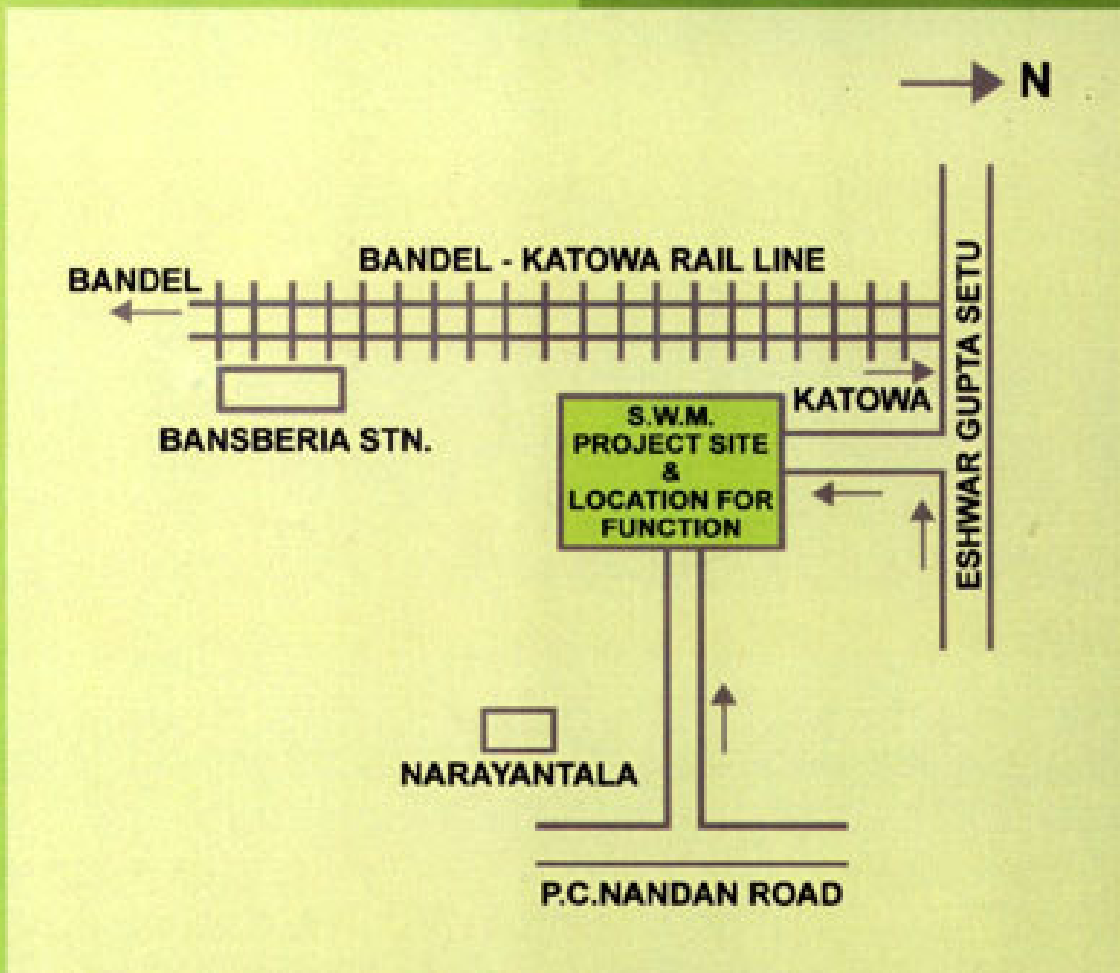 N
BANDEL - KATOWA RAIL LINE
BANDEL
ESHWAR GUPTA SETU
KATOWA
BANSBERIA STN.
S.W.M.
PROJECT SITE
&
LOCATION FOR
FUNCTION
NARAYANTALA
P.C.NANDAN ROAD